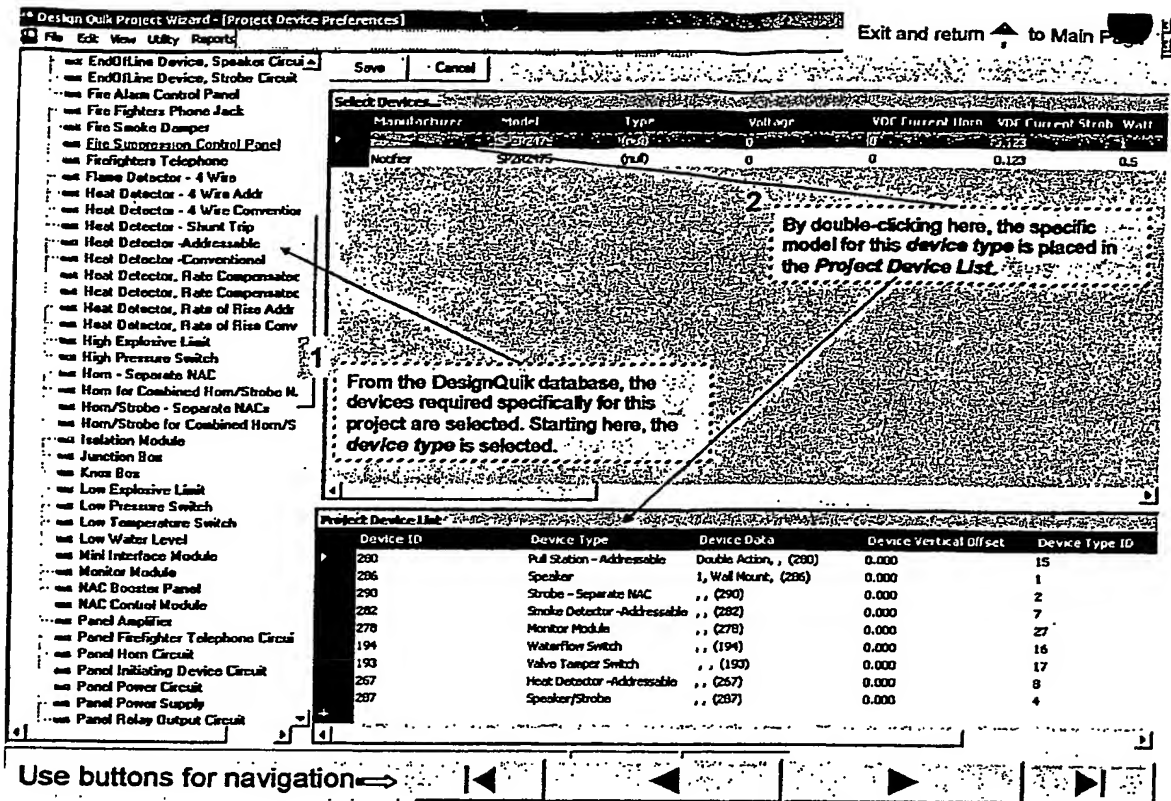 Design Quik Project Wizard - [Project Device Preferences]
File Edit View Utility Reports
Exit and return to Main
EndOfLine Device, Speaker Circui
EndOfLine Device, Strobe Circuit
Fire Alarm Control Panel
Fire Fighters Phone Jack
Fire Smoke Damper
Fire Suppression Control Panel
Firefighters Telephone
Flame Detector - 4 Wire
Heat Detector - 4 Wire Addr
Heat Detector - 4 Wire Convention
Heat Detector - Shunt Trip
Heat Detector -Addressable
Heat Detector -Conventional
Heat Detector, Rate Compensated
Heat Detector, Rate Compensated
Heat Detector, Rate of Rise Addr
Heat Detector, Rate of Rise Conv
High Explosive Limit
High Pressure Switch
Horn - Separate NAC
Horn for Combined Horn/Strobe N.
Horn/Strobe - Separate NACs
Horn/Strobe for Combined Horn/S
Isolation Module
Junction Box
Knox Box
Low Explosive Limit
Low Pressure Switch
Low Temperature Switch
Low Water Level
Mini Interface Module
Monitor Module
NAC Booster Panel
NAC Control Module
Panel Amplifier
Panel Firefighter Telephone Circui
Panel Horn Circuit
Panel Initiating Device Circuit
Panel Power Circuit
Panel Power Supply
Panel Relay Output Circuit
Save Cancel
Select Devices...
Manufacturer Model Type Voltage VDC Current Horn VDC Current Strob Watt
(null) 0 0 0.123 1
Notifier SP2R2475 (null) 0 0 0.123 0.5
2
By double-clicking here, the specific
model for this device type is placed in
the Project Device List.
1
From the DesignQuik database, the
devices required specifically for this
project are selected. Starting here, the
device type is selected.
Project Device List
Device ID Device Type Device Data Device Vertical Offset Device Type ID
280 Pull Station - Addressable Double Action, , (280) 0.000 15
286 Speaker 1, Wall Mount, (286) 0.000 1
290 Strobe - Separate NAC , , (290) 0.000 2
282 Smoke Detector -Addressable , , (282) 0.000 7
278 Monitor Module , , (278) 0.000 27
194 Waterflow Switch , , (194) 0.000 16
193 Valve Tamper Switch , , (193) 0.000 17
267 Heat Detector -Addressable , , (267) 0.000 8
287 Speaker/Strobe , , (287) 0.000 4
Use buttons for navigation